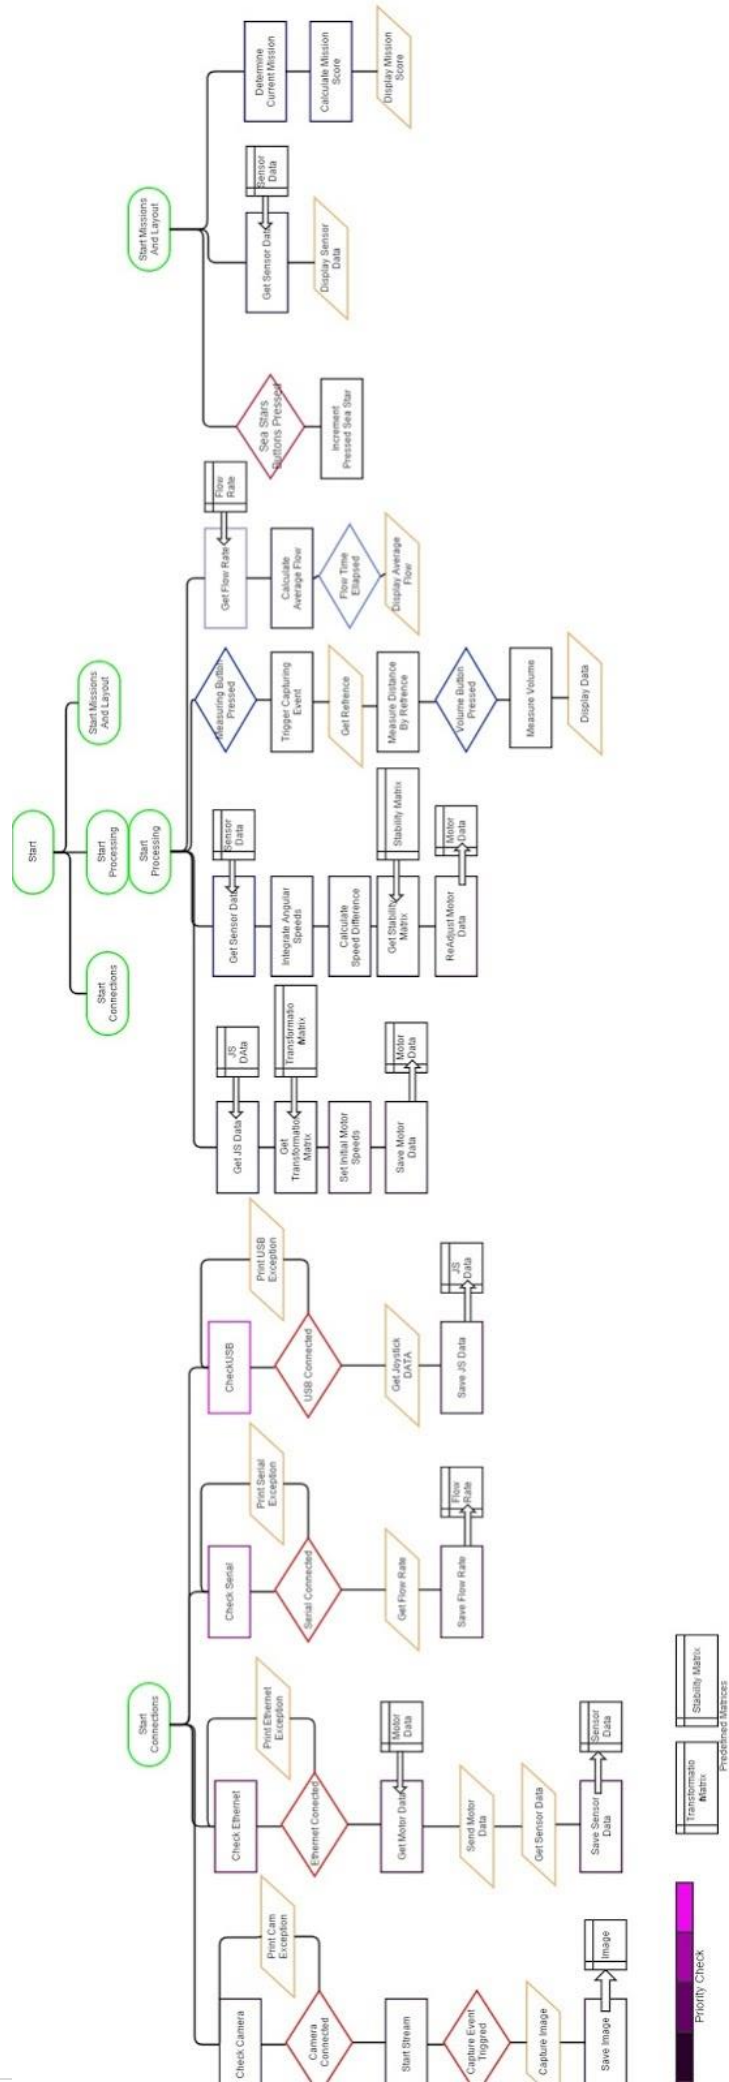 Start
Start
Connections
Start
Processing
Start Missions
And Layout
Start
Connections
Check Camera
Print Cam
Exception
Camera
Connected
Start Stream
Capture Event
Triggred
Capture Image
Save Image
Image
Check Ethernet
Print Ethernet
Exception
Ethernet Conected
Get Motor Data
Motor
Data
Send Motor
Data
Get Sensor Data
Save Sensor
Data
Sensor
Data
Check Serial
Print Serial
Exception
Serial Connected
Get Flow Rate
Save Flow Rate
Flow
Rate
CheckUSB
Print USB
Exception
USB Connected
Get Joystick
DATA
Save JS Data
JS
Data
Start
Processing
Get JS Data
JS
DAta
Get
Transformation
Matrix
Transformatio
Matrix
Set Initial Motor
Speeds
Save Motor
Data
Motor
Data
Get Sensor Data
Sensor
Data
Integrate Angular
Speeds
Calculate
Speed Difference
Get Stability
Matrix
Stability Matrix
ReAdjust Motor
Data
Motor
Data
Measuring Button
Pressed
Trigger Capturing
Event
Get Refrence
Measure Distance
By Refrence
Volume Button
Pressed
Measure Volume
Display Data
Get Flow Rate
Flow
Rate
Calculate
Average Flow
Flow Time
Ellapsed
Display Average
Flow
Start Missions
And Layout
Sea Stars
Buttons Pressed
Increment
Pressed Sea Star
Get Sensor Data
Sensor
Data
Display Sensor
Data
Determine
Current Mission
Calculate Mission
Score
Display Mission
Score
Priority Check
Transformatio
Matrix
Stability Matrix
Predefined Matrices